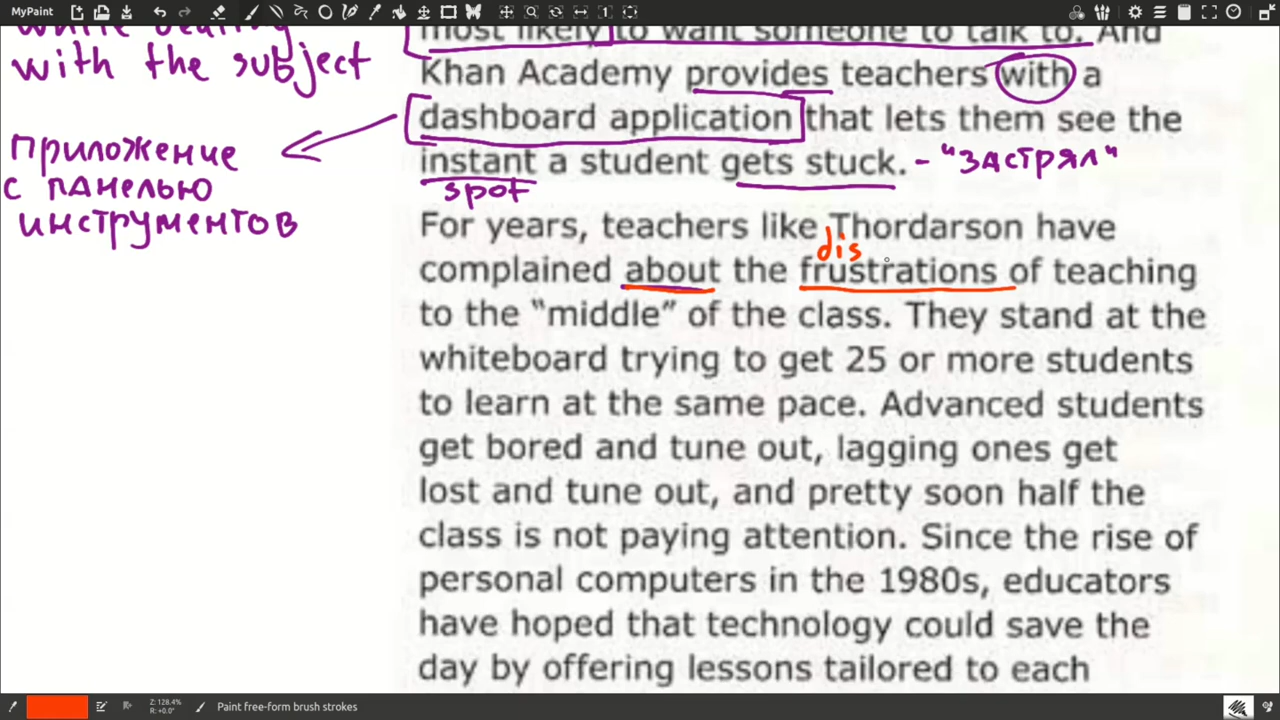 MyPaint
while dealing
with the subject
приложение
с панелью
инструментов
most likely to want someone to talk to. And
Khan Academy provides teachers with a
dashboard application that lets them see the
instant a student gets stuck. - "ЗАСТРЯЛ"
spot
For years, teachers like Thordarson have
dis
complained about the frustrations of teaching
to the “middle” of the class. They stand at the
whiteboard trying to get 25 or more students
to learn at the same pace. Advanced students
get bored and tune out, lagging ones get
lost and tune out, and pretty soon half the
class is not paying attention. Since the rise of
personal computers in the 1980s, educators
have hoped that technology could save the
day by offering lessons tailored to each
Z: 128.4%
R: +0.0°
Paint free-form brush strokes